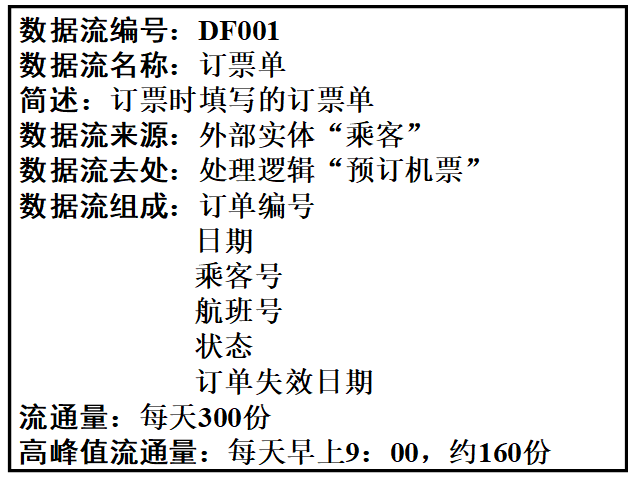 数据流编号：DF001
数据流名称：订票单
简述：订票时填写的订票单
数据流来源：外部实体“乘客”
数据流去处：处理逻辑“预订机票”
数据流组成：订单编号
日期
乘客号
航班号
状态
订单失效日期
流通量：每天300份
高峰值流通量：每天早上9：00，约160份